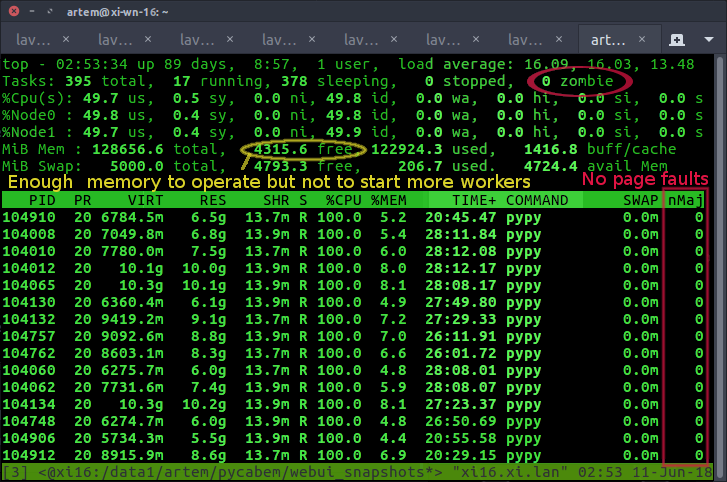 artem@xi-wn-16: ~
lav... × lav... × lav... × lav... × lav... × lav... × lav... × art... ×
top - 02:53:34 up 89 days,  8:57,  1 user,  load average: 16.09, 16.03, 13.48
Tasks: 395 total,  17 running, 378 sleeping,   0 stopped,   0 zombie
%Cpu(s): 49.7 us,  0.5 sy,  0.0 ni, 49.8 id,  0.0 wa,  0.0 hi,  0.0 si,  0.0 s
%Node0 : 49.8 us,  0.4 sy,  0.0 ni, 49.8 id,  0.0 wa,  0.0 hi,  0.0 si,  0.0 s
%Node1 : 49.7 us,  0.4 sy,  0.0 ni, 49.9 id,  0.0 wa,  0.0 hi,  0.0 si,  0.0 s
MiB Mem : 128656.6 total,   4315.6 free, 122924.3 used,   1416.8 buff/cache
MiB Swap:   5000.0 total,   4793.3 free,    206.7 used,   4724.4 avail Mem
Enough memory to operate but not to start more workers No page faults
PID PR VIRT RES SHR S %CPU %MEM TIME+ COMMAND SWAP nMaj
104910 20 6784.5m 6.5g 13.7m R 100.0 5.2 20:45.47 pypy 0.0m 0
104008 20 7049.8m 6.8g 13.9m R 100.0 5.4 28:11.84 pypy 0.0m 0
104010 20 7780.0m 7.5g 13.7m R 100.0 6.0 28:12.08 pypy 0.0m 0
104012 20 10.1g 10.0g 13.9m R 100.0 8.0 28:12.17 pypy 0.0m 0
104065 20 10.3g 10.1g 13.9m R 100.0 8.1 28:08.17 pypy 0.0m 0
104130 20 6360.4m 6.1g 13.9m R 100.0 4.9 27:49.80 pypy 0.0m 0
104132 20 9419.2m 9.1g 13.7m R 100.0 7.2 27:29.33 pypy 0.0m 0
104757 20 9092.6m 8.8g 13.7m R 100.0 7.0 26:11.91 pypy 0.0m 0
104762 20 8603.1m 8.3g 13.7m R 100.0 6.6 26:01.72 pypy 0.0m 0
104060 20 6275.7m 6.0g 13.7m R 100.0 4.8 28:08.01 pypy 0.0m 0
104062 20 7731.6m 7.4g 13.7m R 100.0 5.9 28:08.07 pypy 0.0m 0
104134 20 10.3g 10.2g 13.9m R 100.0 8.1 27:23.37 pypy 0.0m 0
104748 20 6274.7m 6.0g 13.7m R 100.0 4.8 26:50.69 pypy 0.0m 0
104906 20 5734.3m 5.5g 13.9m R 100.0 4.4 20:55.58 pypy 0.0m 0
104912 20 8915.9m 8.6g 13.7m R 100.0 6.9 20:29.15 pypy 0.0m 0
[3] <@xi16:/data1/artem/pycabem/webui_snapshots*> "xi16.xi.lan" 02:53 11-Jun-18